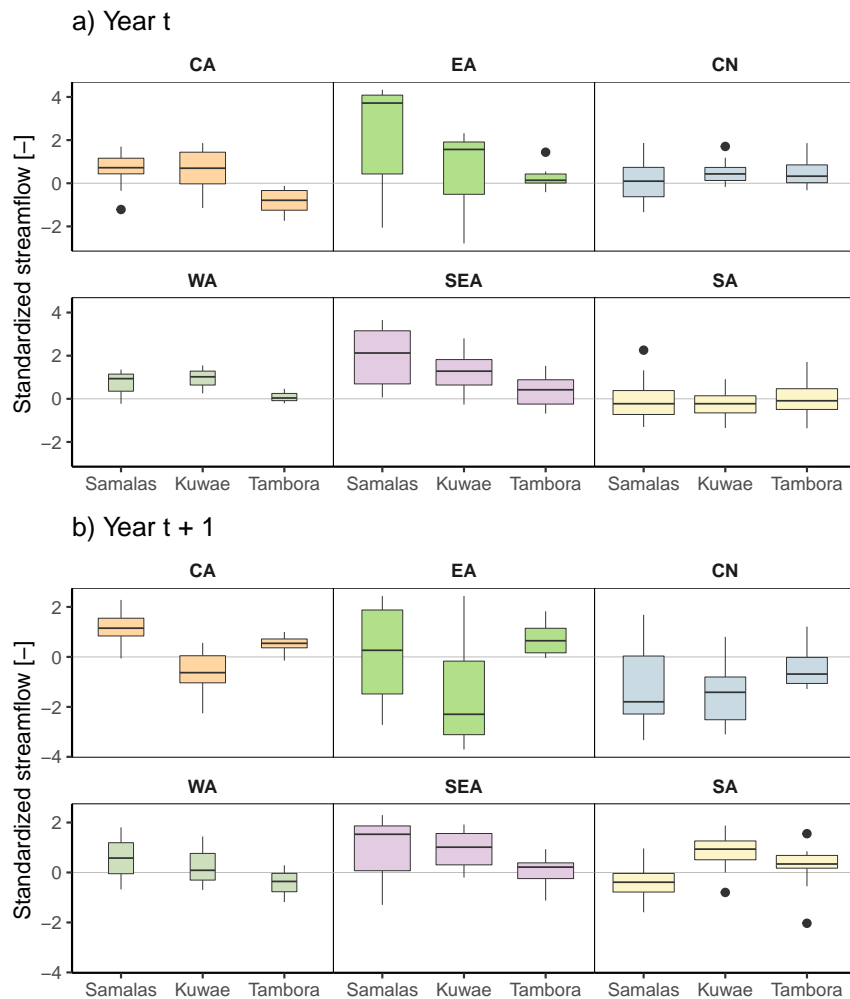 a) Year t
CA EA CN
4
2
0
−2
WA SEA SA
4
2
0
−2
Standardized streamflow [−]
Samalas Kuwae Tambora Samalas Kuwae Tambora Samalas Kuwae Tambora
b) Year t + 1
CA EA CN
2
0
−2
−4
WA SEA SA
2
0
−2
−4
Standardized streamflow [−]
Samalas Kuwae Tambora Samalas Kuwae Tambora Samalas Kuwae Tambora